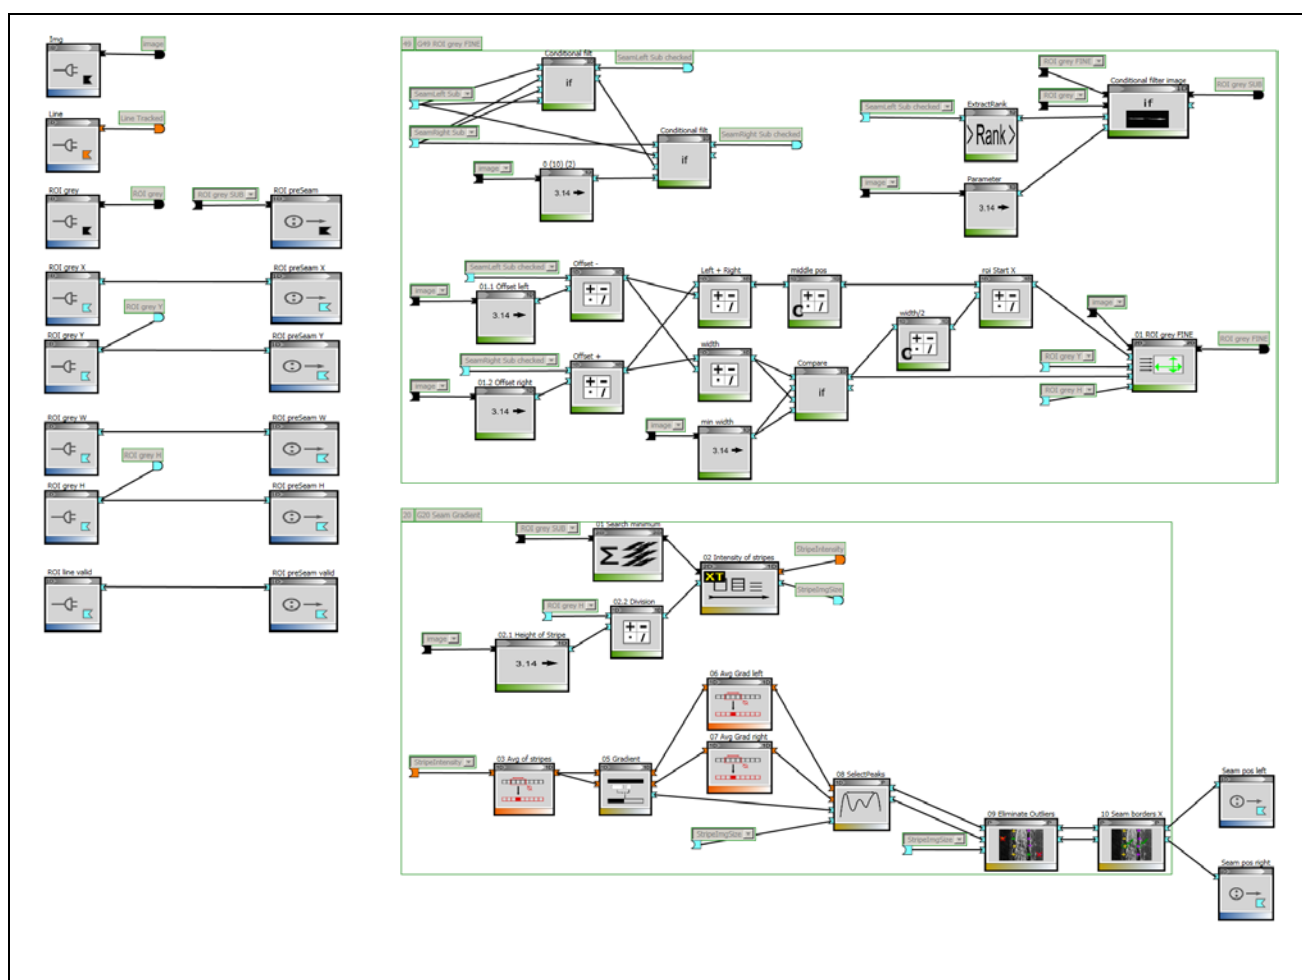 Img
image
Line
Line Tracked
ROI grey
ROI grey
ROI grey SUB
ROI preSeam
ROI grey X
ROI preSeam X
ROI grey Y
ROI grey Y
ROI preSeam Y
ROI grey W
ROI preSeam W
ROI grey H
ROI grey H
ROI preSeam H
ROI line valid
ROI preSeam valid
49 G49 ROI grey FINE
Conditional filt
if
SeamLeft Sub checked
SeamLeft Sub
SeamRight Sub
Conditional filt
if
SeamRight Sub checked
image
0 (10) (2)
3.14
ROI grey FINE
ROI grey
Conditional filter image
if
ROI grey SUB
SeamLeft Sub checked
ExtractRank
>Rank>
image
Parameter
3.14
SeamLeft Sub checked
Offset -
image
01.1 Offset left
3.14
Left + Right
middle pos
C
roi Start X
width/2
C
image
01 ROI grey FINE
ROI grey FINE
ROI grey Y
ROI grey H
SeamRight Sub checked
Offset +
image
01.2 Offset right
3.14
width
Compare
if
image
min width
3.14
20 G20 Seam Gradient
ROI grey SUB
01 Search minimum
Σ
02 Intensity of stripes
XT
StripeIntensity
StripeImgSize
ROI grey H
02.2 Division
image
02.1 Height of Stripe
3.14
06 Avg Grad left
07 Avg Grad right
StripeIntensity
03 Avg of stripes
05 Gradient
08 SelectPeaks
StripeImgSize
StripeImgSize
09 Eliminate Outliers
10 Seam borders X
Seam pos left
Seam pos right